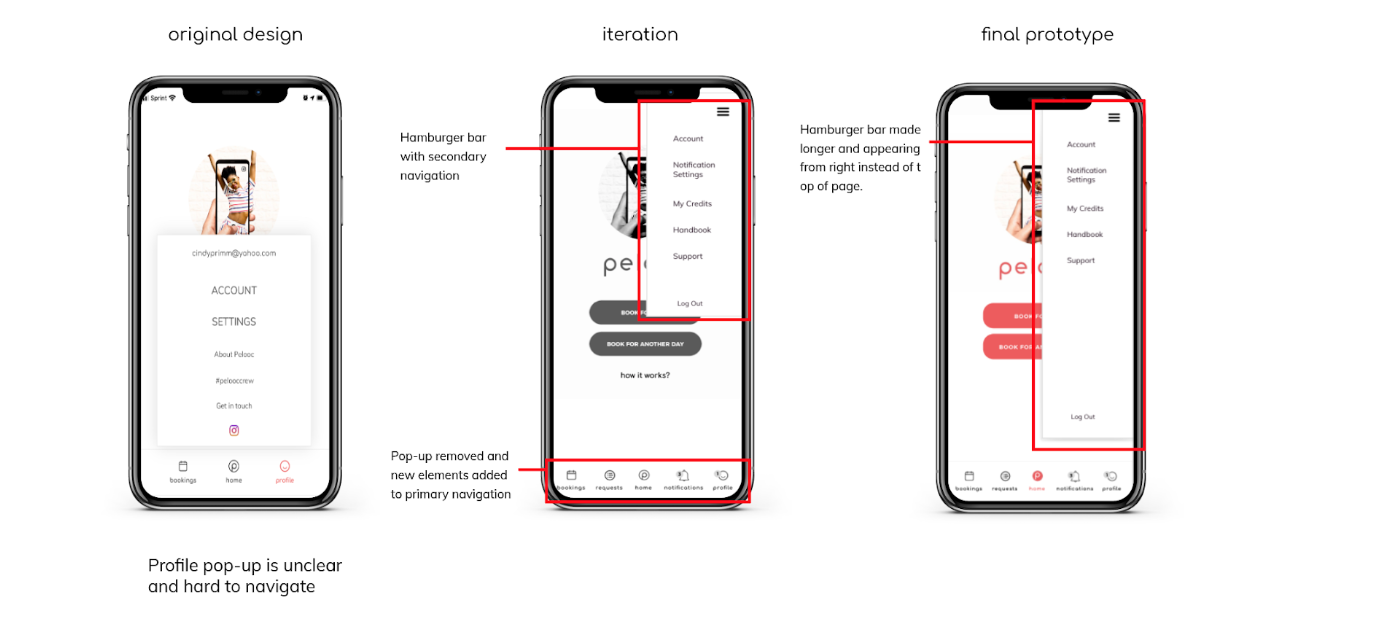 original design
iteration
final prototype
Sprint
cindyprimm@yahoo.com
ACCOUNT
SETTINGS
About Pelooc
#pelooccrew
Get in touch
bookings
home
profile
Profile pop-up is unclear
and hard to navigate
Hamburger bar
with secondary
navigation
Account
Notification
Settings
My Credits
Handbook
Support
Log Out
pel
BOOK FO
BOOK FOR ANOTHER DAY
how it works?
Pop-up removed and
new elements added
to primary navigation
bookings
requests
home
notifications
profile
Hamburger bar made
longer and appearing
from right instead of t
op of page.
Account
Notification
Settings
My Credits
Handbook
Support
Log Out
pe
BOOK FO
BOOK FOR A
bookings
requests
home
notifications
profile